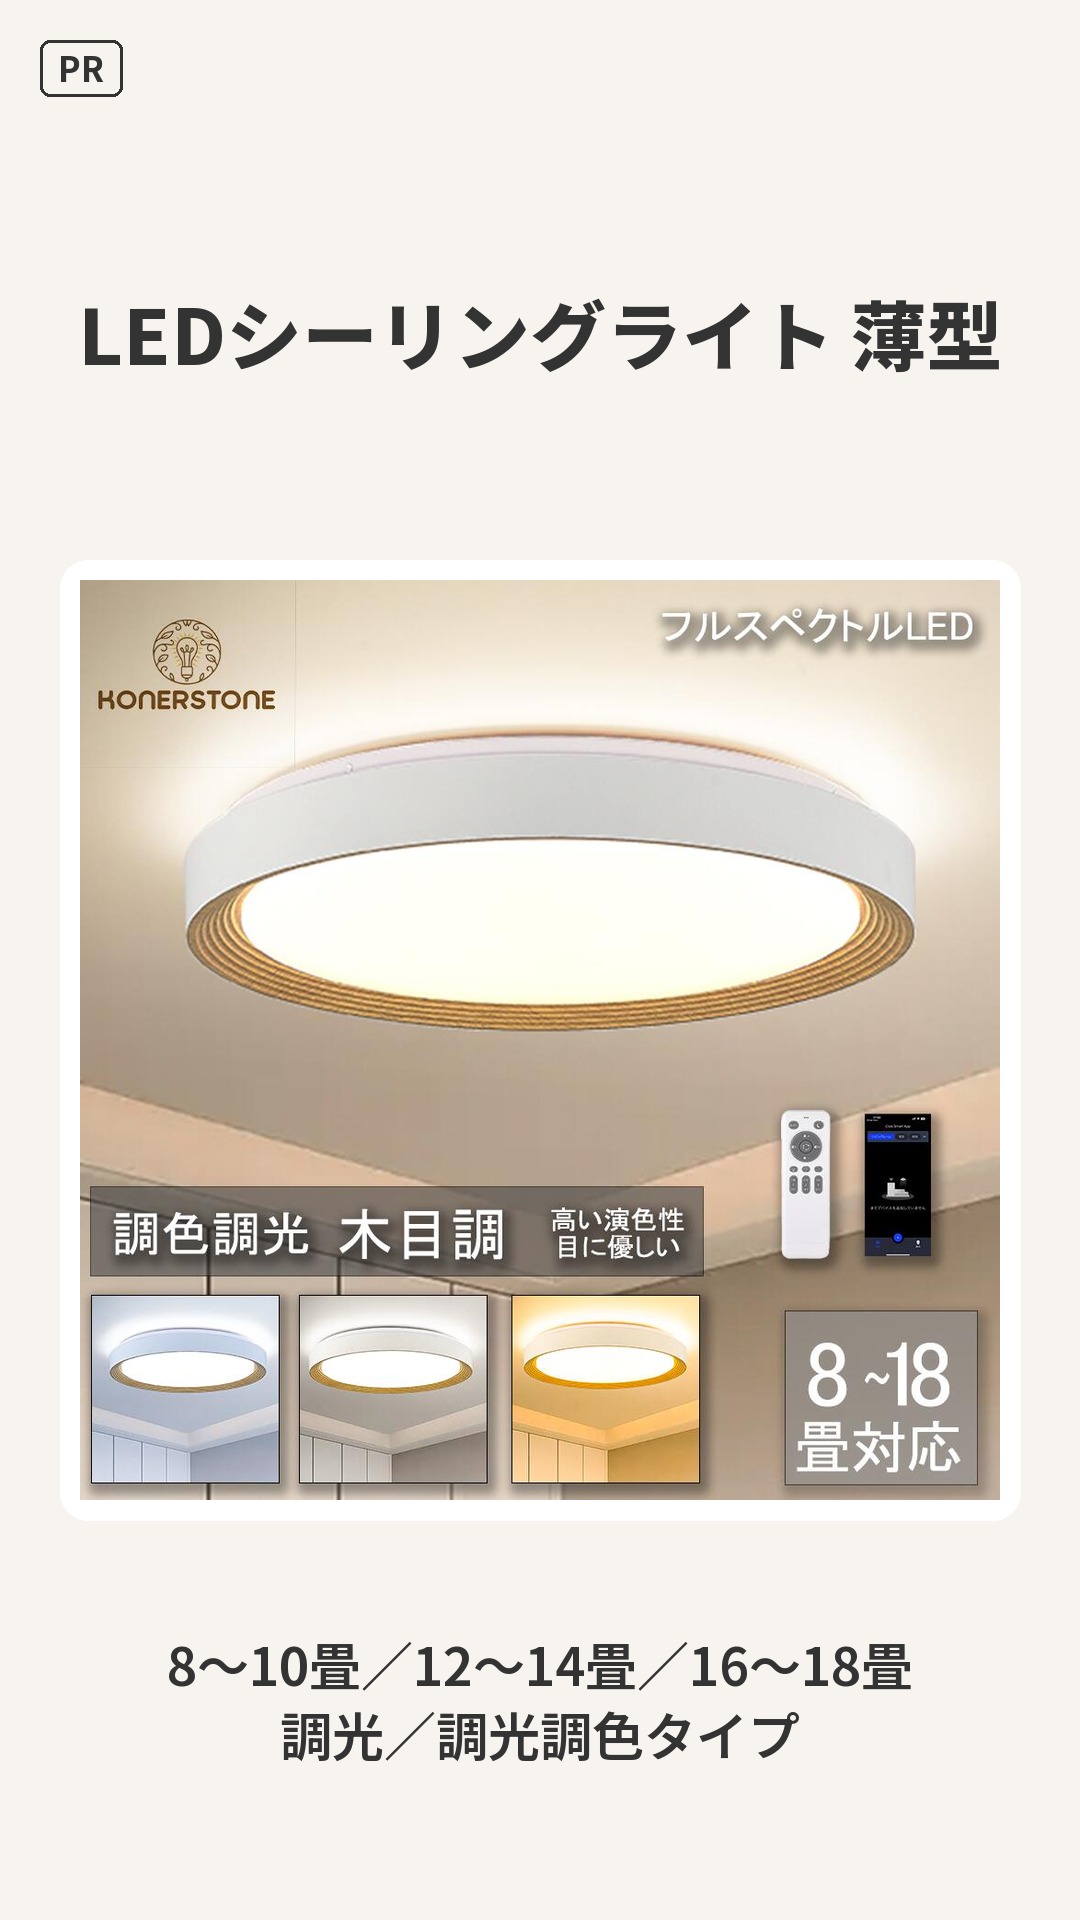 PR
LEDシーリングライト 薄型
フルスペクトルLED
KONERSTONE
調色調光 木目調 高い演色性
目に優しい
8~18
畳対応
8〜10畳／12〜14畳／16〜18畳
調光／調光調色タイプ